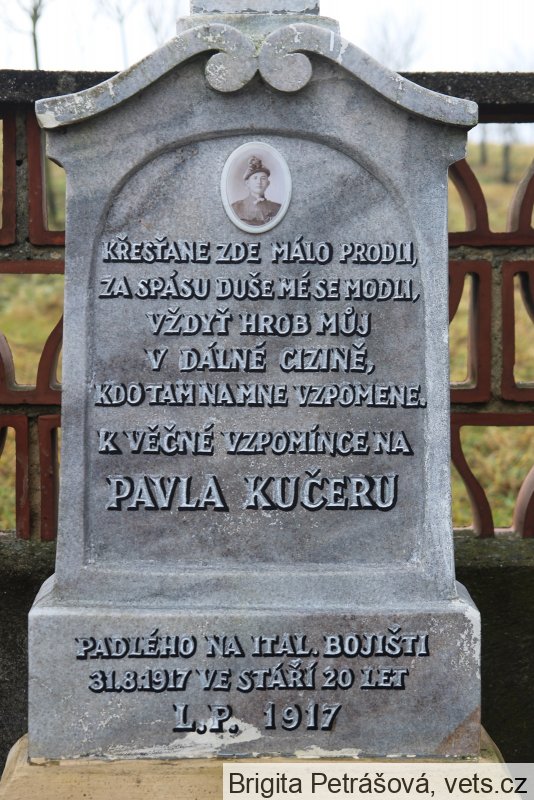 KŘESŤANE ZDE MÁLO PRODLI,
ZA SPÁSU DUŠE MÉ SE MODLI,
VŽDYŤ HROB MŮJ
V DÁLNÉ CIZINĚ,
KDO TAM NA MNE VZPOMENE.
K VĚČNÉ VZPOMÍNCE NA
PAVLA KUČERU
PADLÉHO NA ITAL. BOJIŠTI
31.8.1917 VE STÁŘÍ 20 LET
L.P. 1917
Brigita Petrášová, vets.cz